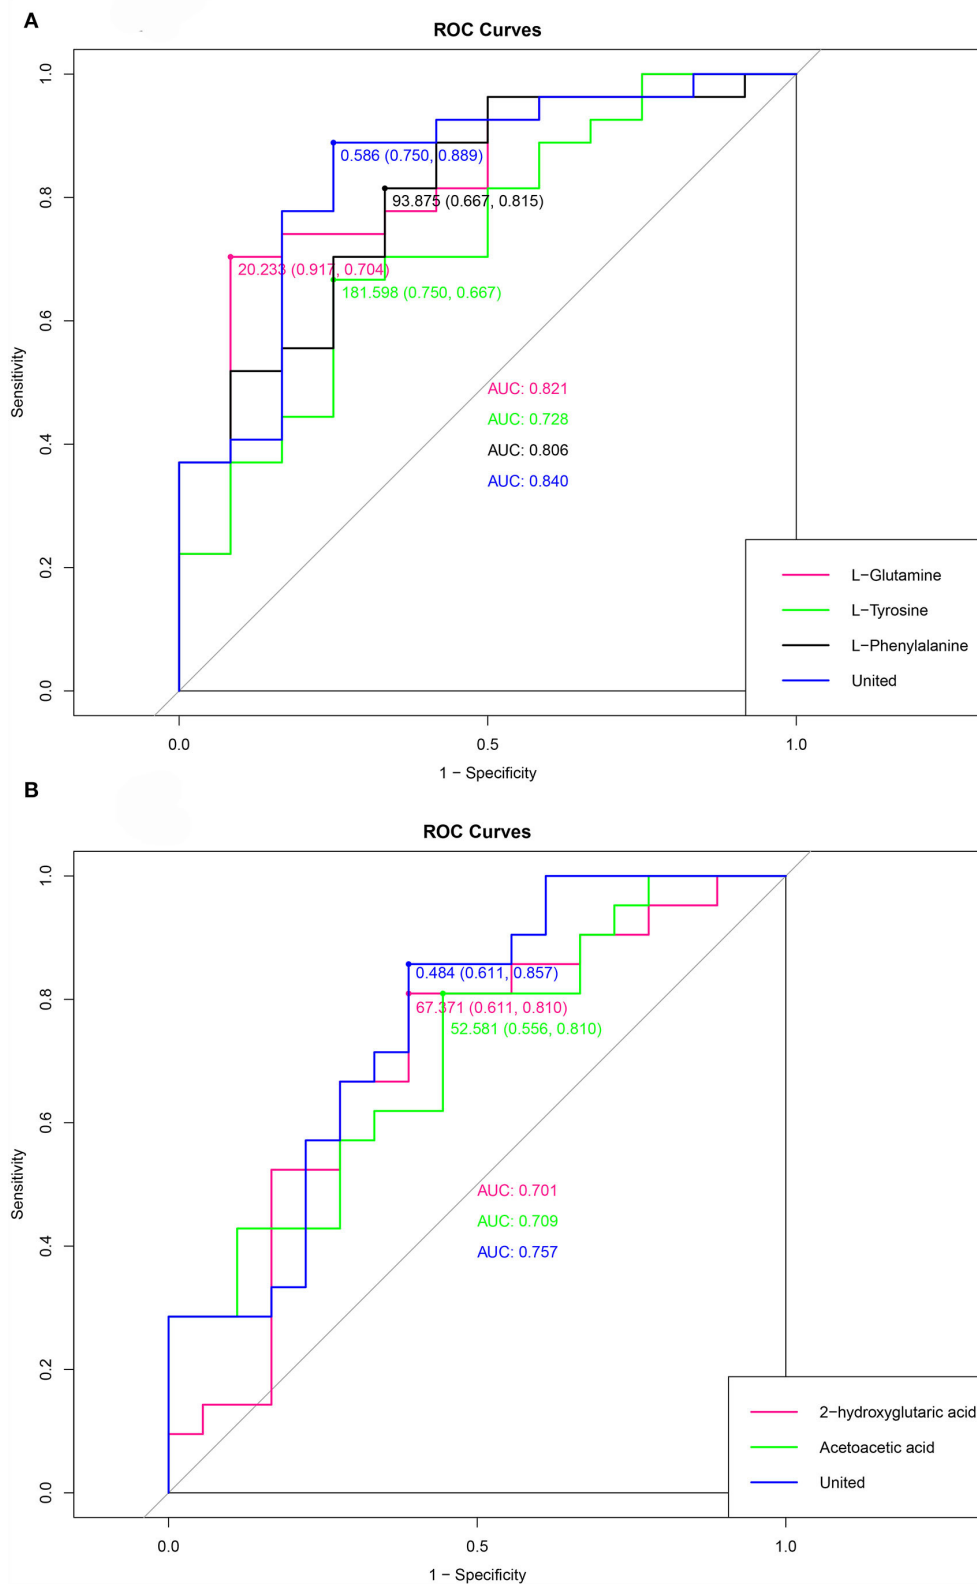 A
ROC Curves
1.0
0.8
0.6
0.4
0.2
0.0
Sensitivity
0.586 (0.750, 0.889)
93.875 (0.667, 0.815)
20.233 (0.917, 0.704)
181.598 (0.750, 0.667)
AUC: 0.821
AUC: 0.728
AUC: 0.806
AUC: 0.840
L−Glutamine
L−Tyrosine
L−Phenylalanine
United
0.0 0.5 1.0
1 − Specificity
B
ROC Curves
1.0
0.8
0.6
0.4
0.2
0.0
Sensitivity
0.484 (0.611, 0.857)
67.371 (0.611, 0.810)
52.581 (0.556, 0.810)
AUC: 0.701
AUC: 0.709
AUC: 0.757
2−hydroxyglutaric acid
Acetoacetic acid
United
0.0 0.5 1.0
1 − Specificity